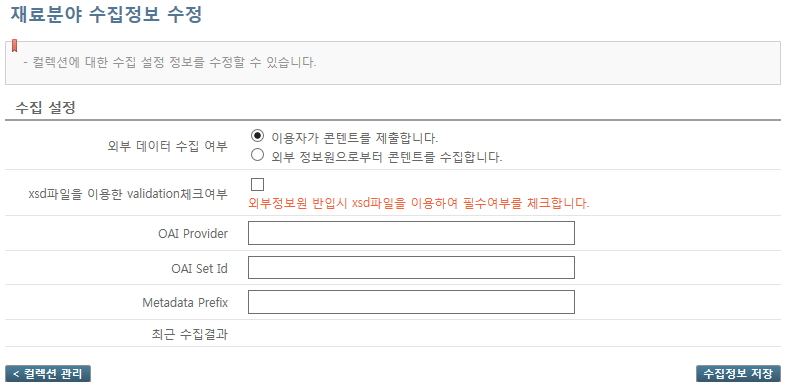 재료분야 수집정보 수정
- 컬렉션에 대한 수집 설정 정보를 수정할 수 있습니다.
수집 설정
외부 데이터 수집 여부
이용자가 콘텐트를 제출합니다.
외부 정보원으로부터 콘텐트를 수집합니다.
xsd파일을 이용한 validation체크여부
외부정보원 반입시 xsd파일을 이용하여 필수여부를 체크합니다.
OAI Provider
OAI Set Id
Metadata Prefix
최근 수집결과
< 컬렉션 관리
수집정보 저장